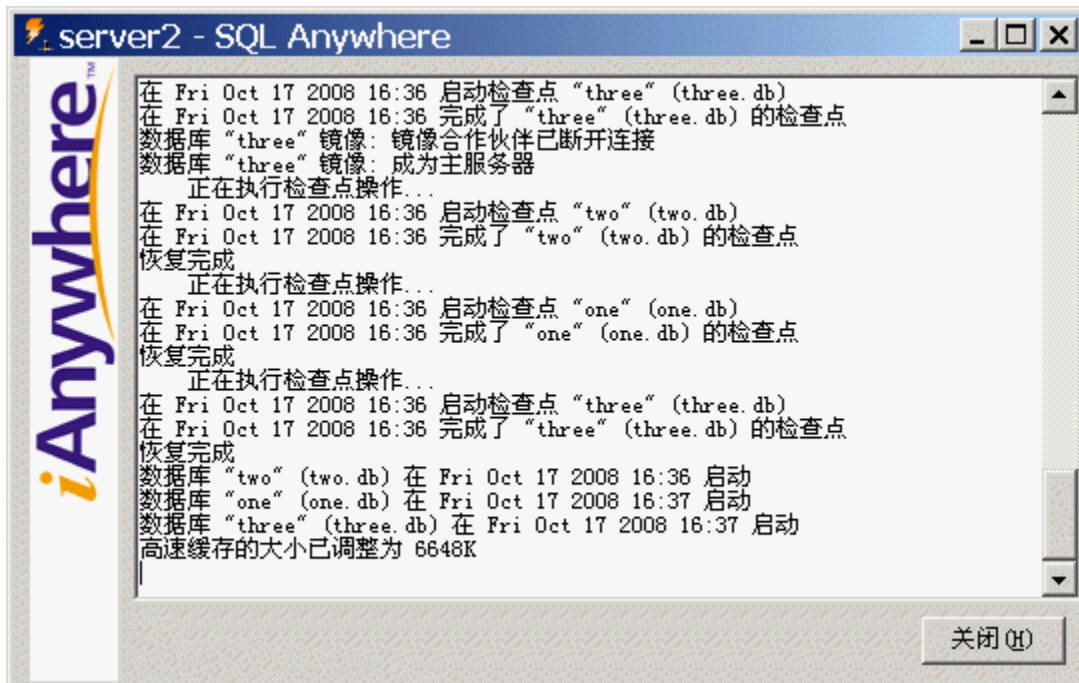 server2 - SQL Anywhere
iAnywhere™
在 Fri Oct 17 2008 16:36 启动检查点 "three" (three.db)
在 Fri Oct 17 2008 16:36 完成了 "three" (three.db) 的检查点
数据库 "three" 镜像: 镜像合作伙伴已断开连接
数据库 "three" 镜像: 成为主服务器
正在执行检查点操作...
在 Fri Oct 17 2008 16:36 启动检查点 "two" (two.db)
在 Fri Oct 17 2008 16:36 完成了 "two" (two.db) 的检查点
恢复完成
正在执行检查点操作...
在 Fri Oct 17 2008 16:36 启动检查点 "one" (one.db)
在 Fri Oct 17 2008 16:36 完成了 "one" (one.db) 的检查点
恢复完成
正在执行检查点操作...
在 Fri Oct 17 2008 16:36 启动检查点 "three" (three.db)
在 Fri Oct 17 2008 16:36 完成了 "three" (three.db) 的检查点
恢复完成
数据库 "two" (two.db) 在 Fri Oct 17 2008 16:36 启动
数据库 "one" (one.db) 在 Fri Oct 17 2008 16:37 启动
数据库 "three" (three.db) 在 Fri Oct 17 2008 16:37 启动
高速缓存的大小已调整为 6648K
关闭(H)